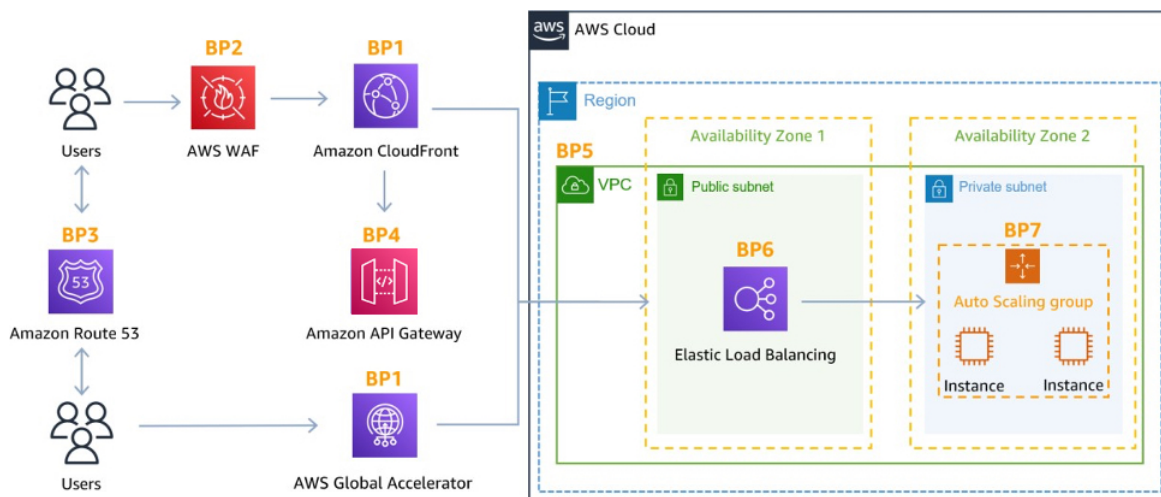 aws
AWS Cloud
BP2
BP1
Users
AWS WAF
Amazon CloudFront
Region
Availability Zone 1
Availability Zone 2
BP5
VPC
Public subnet
Private subnet
BP3
53
Amazon Route 53
BP4
</>
Amazon API Gateway
BP6
Elastic Load Balancing
BP7
Auto Scaling group
Instance
Instance
Users
BP1
AWS Global Accelerator